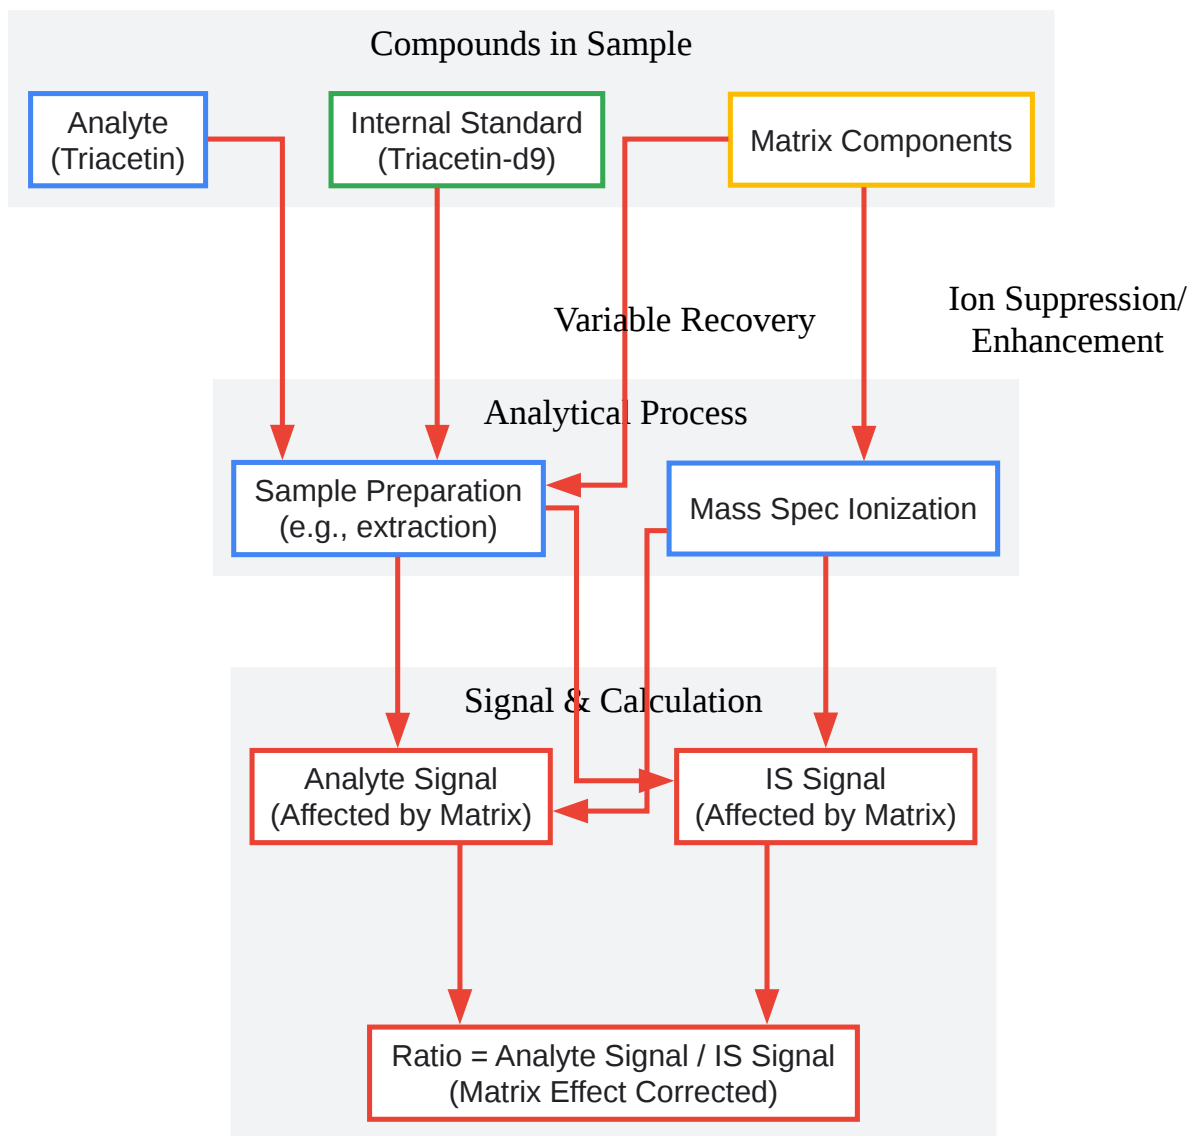 Compounds in Sample
Analyte
(Triacetin)
Internal Standard
(Triacetin-d9)
Matrix Components
Variable Recovery
Ion Suppression/
Enhancement
Analytical Process
Sample Preparation
(e.g., extraction)
Mass Spec Ionization
Signal & Calculation
Analyte Signal
(Affected by Matrix)
IS Signal
(Affected by Matrix)
Ratio = Analyte Signal / IS Signal
(Matrix Effect Corrected)